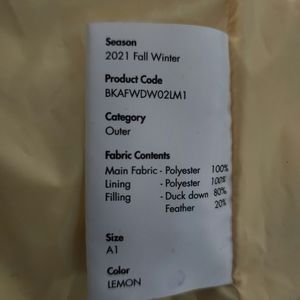 Season
2021 Fall Winter
Product Code
BKAFWDW02LM1
Category
Outer
Fabric Contents
Main Fabric - Polyester 100%
Lining - Polyester 100%
Filling - Duck down 80%
Feather 20%
Size
A1
Color
LEMON